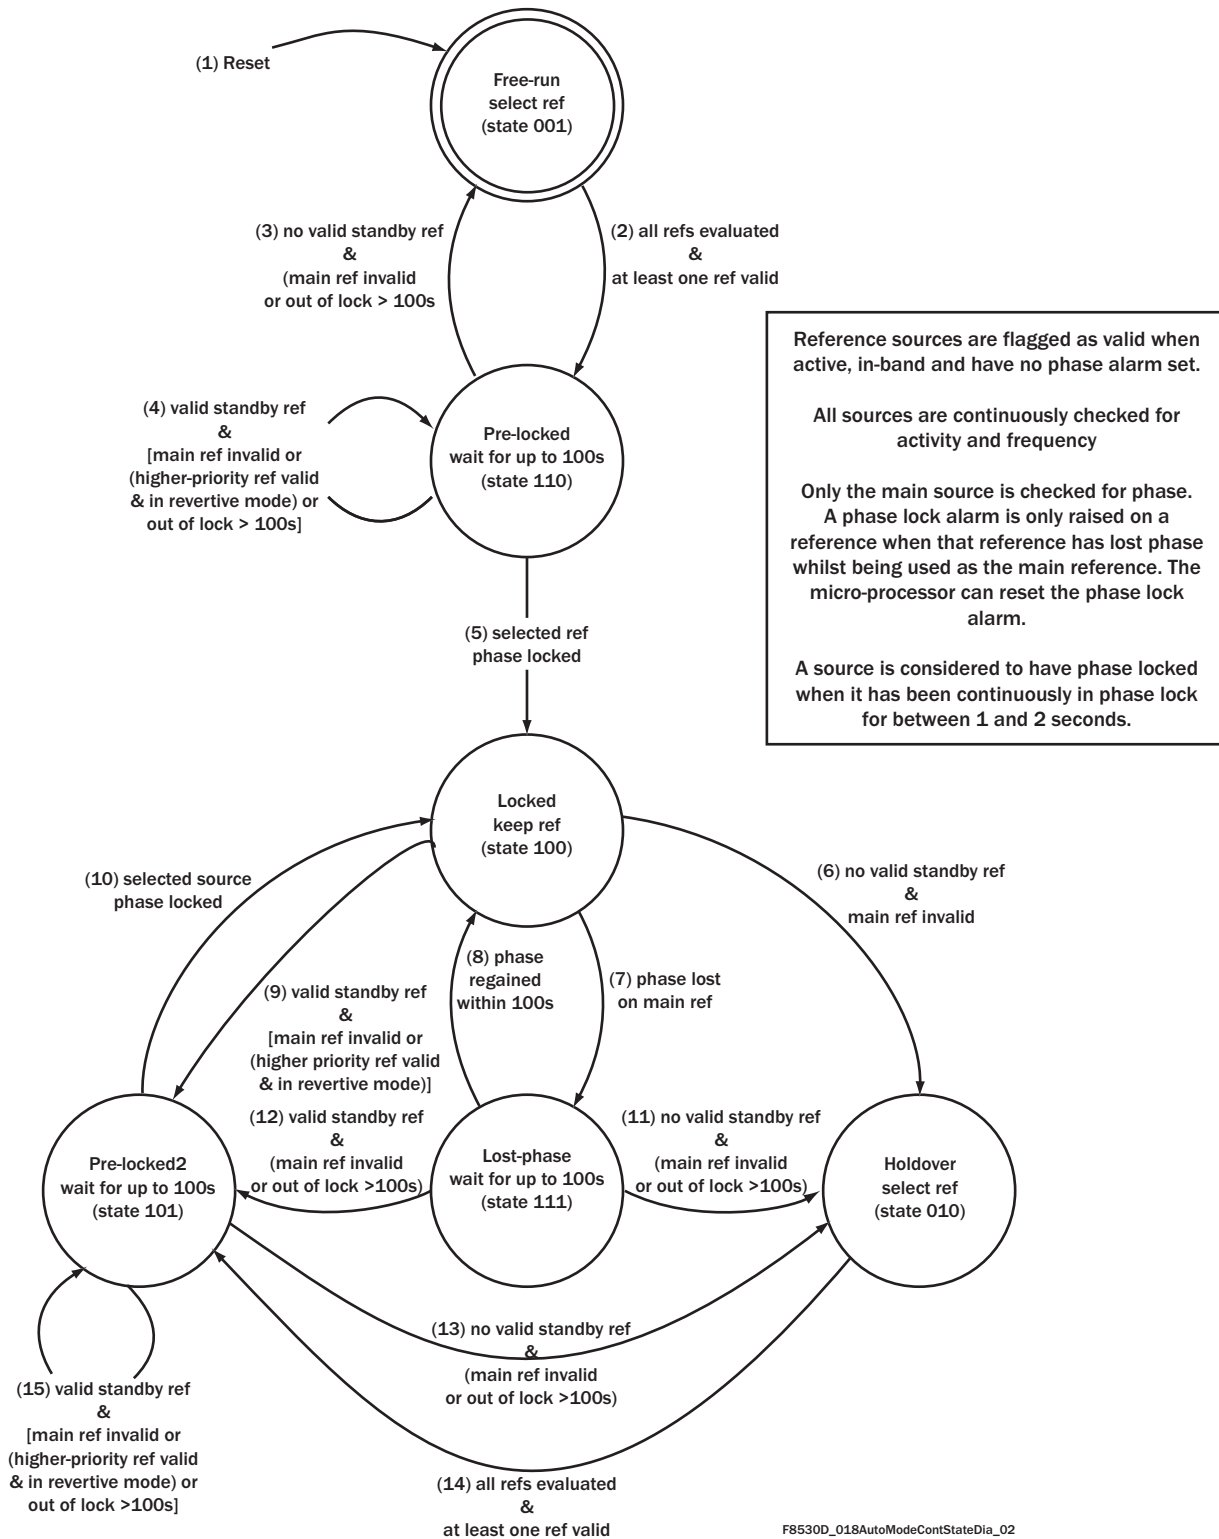 (1) Reset
Free-run
select ref
(state 001)
(3) no valid standby ref
&
(main ref invalid
or out of lock > 100s
(2) all refs evaluated
&
at least one ref valid
Reference sources are flagged as valid when
active, in-band and have no phase alarm set.
All sources are continuously checked for
activity and frequency
Only the main source is checked for phase.
A phase lock alarm is only raised on a
reference when that reference has lost phase
whilst being used as the main reference. The
micro-processor can reset the phase lock
alarm.
A source is considered to have phase locked
when it has been continuously in phase lock
for between 1 and 2 seconds.
(4) valid standby ref
&
[main ref invalid or
(higher-priority ref valid
& in revertive mode) or
out of lock > 100s]
Pre-locked
wait for up to 100s
(state 110)
(5) selected ref
phase locked
Locked
keep ref
(state 100)
(10) selected source
phase locked
(6) no valid standby ref
&
main ref invalid
(8) phase
regained
within 100s
(7) phase lost
on main ref
(9) valid standby ref
&
[main ref invalid or
(higher priority ref valid
& in revertive mode)]
(12) valid standby ref
&
(main ref invalid
or out of lock >100s)
(11) no valid standby ref
&
(main ref invalid
or out of lock >100s)
Pre-locked2
wait for up to 100s
(state 101)
Lost-phase
wait for up to 100s
(state 111)
Holdover
select ref
(state 010)
(13) no valid standby ref
&
(main ref invalid
or out of lock >100s)
(15) valid standby ref
&
[main ref invalid or
(higher-priority ref valid
& in revertive mode) or
out of lock >100s]
(14) all refs evaluated
&
at least one ref valid
F8530D_018AutoModeContStateDia_02